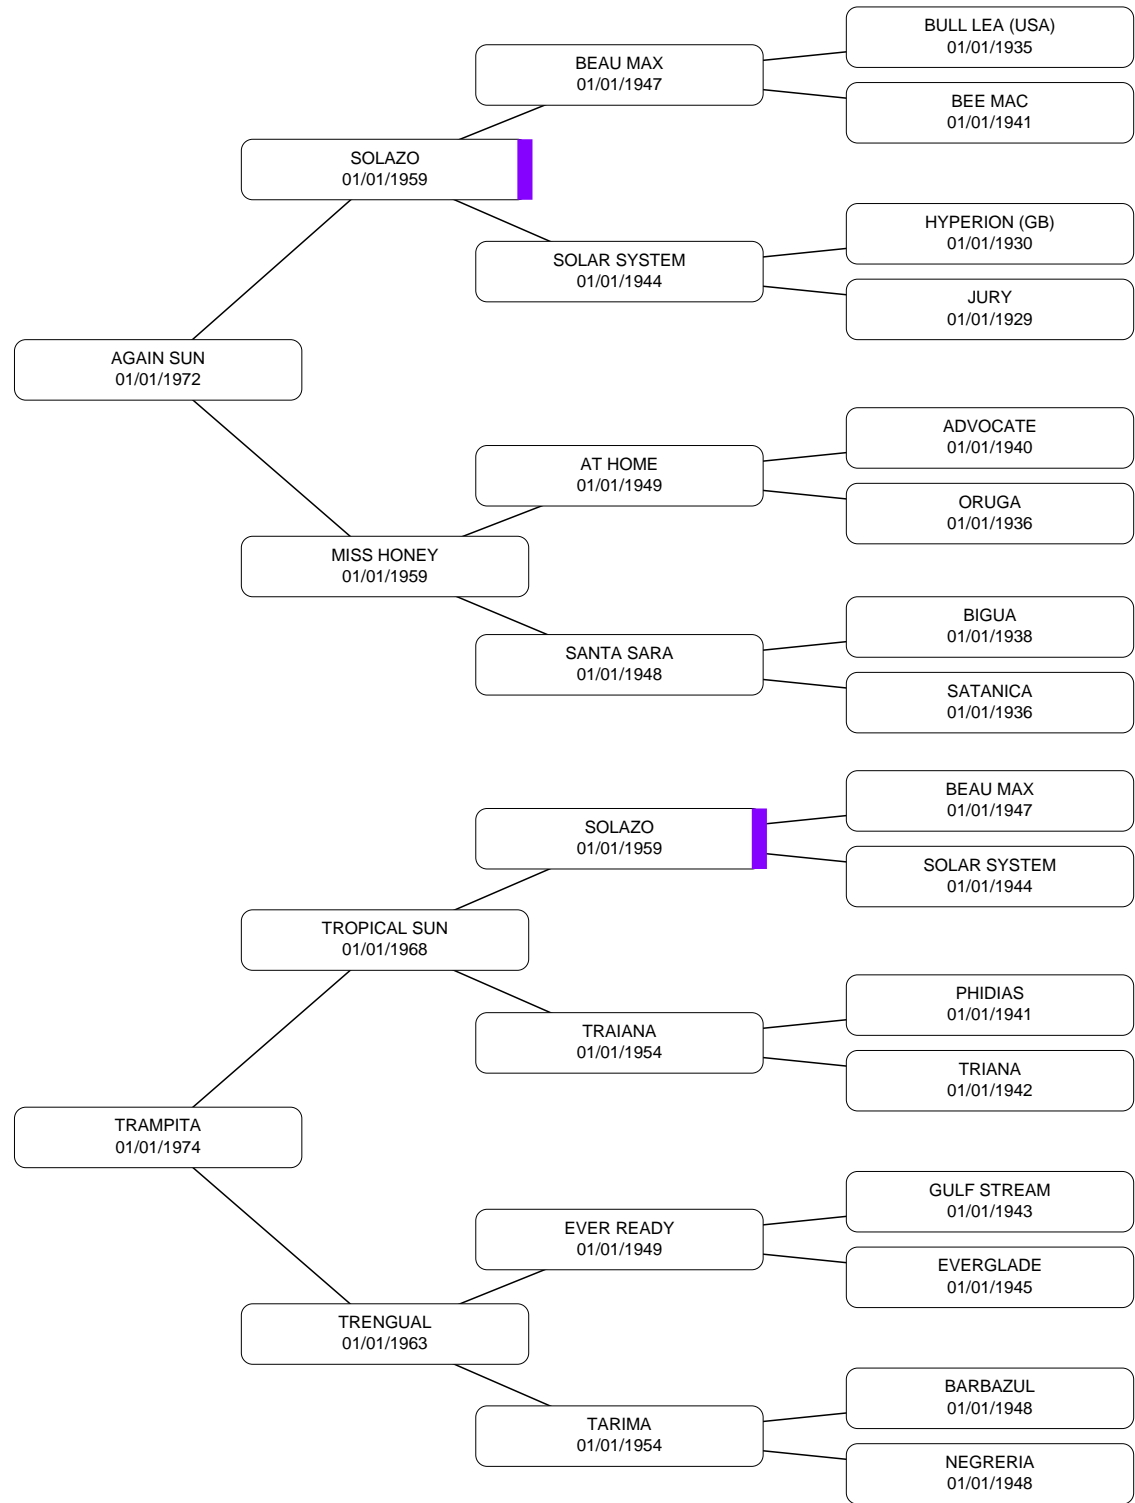 BULL LEA (USA)
01/01/1935
BEAU MAX
01/01/1947
BEE MAC
01/01/1941
SOLAZO
01/01/1959
HYPERION (GB)
01/01/1930
SOLAR SYSTEM
01/01/1944
JURY
01/01/1929
AGAIN SUN
01/01/1972
ADVOCATE
01/01/1940
AT HOME
01/01/1949
ORUGA
01/01/1936
MISS HONEY
01/01/1959
BIGUA
01/01/1938
SANTA SARA
01/01/1948
SATANICA
01/01/1936
BEAU MAX
01/01/1947
SOLAZO
01/01/1959
SOLAR SYSTEM
01/01/1944
TROPICAL SUN
01/01/1968
PHIDIAS
01/01/1941
TRAIANA
01/01/1954
TRIANA
01/01/1942
TRAMPITA
01/01/1974
GULF STREAM
01/01/1943
EVER READY
01/01/1949
EVERGLADE
01/01/1945
TRENGUAL
01/01/1963
BARBAZUL
01/01/1948
TARIMA
01/01/1954
NEGRERIA
01/01/1948